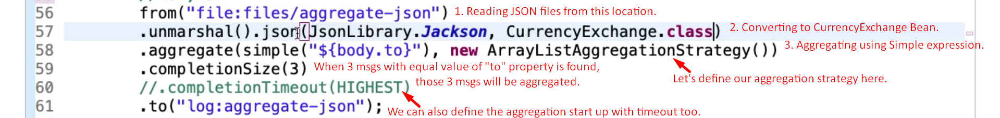 56 from("file:files/aggregate-json") 1. Reading JSON files from this location.
57 .unmarshal().json(JsonLibrary.Jackson, CurrencyExchange.class) 2. Converting to CurrencyExchange Bean.
58 .aggregate(simple("${body.to}"), new ArrayListAggregationStrategy()) 3. Aggregating using Simple expression.
59 .completionSize(3) When 3 msgs with equal value of "to" property is found,
those 3 msgs will be aggregated.
Let's define our aggregation strategy here.
60 //.completionTimeout(HIGHEST)
61 .to("log:aggregate-json"); We can also define the aggregation start up with timeout too.